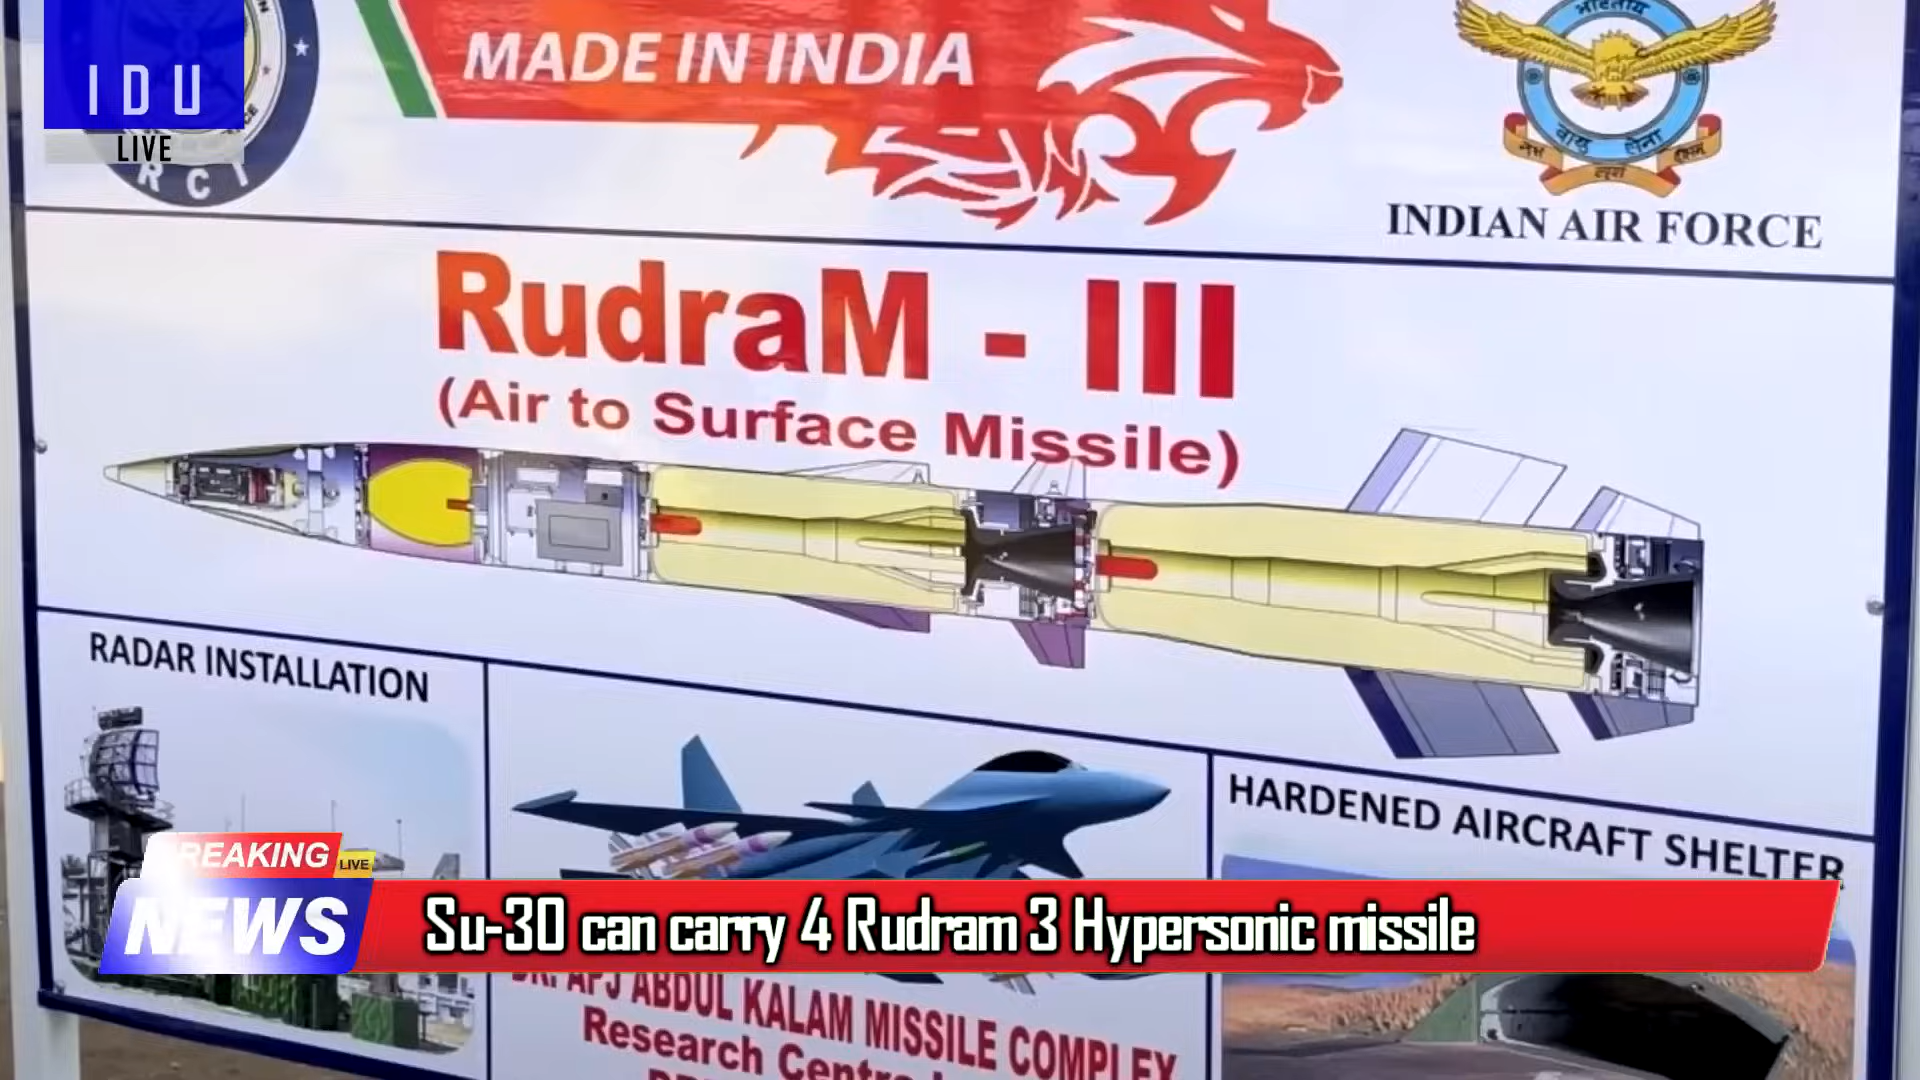 IDU
LIVE
RCI
MADE IN INDIA
भारतीय
वायु सेना
INDIAN AIR FORCE
RudraM - III
(Air to Surface Missile)
RADAR INSTALLATION
HARDENED AIRCRAFT SHELTER
BREAKING
LIVE
NEWS
Su-30 can carry 4 Rudram 3 Hypersonic missile
DR. APJ ABDUL KALAM MISSILE COMPLEX
Research Centre